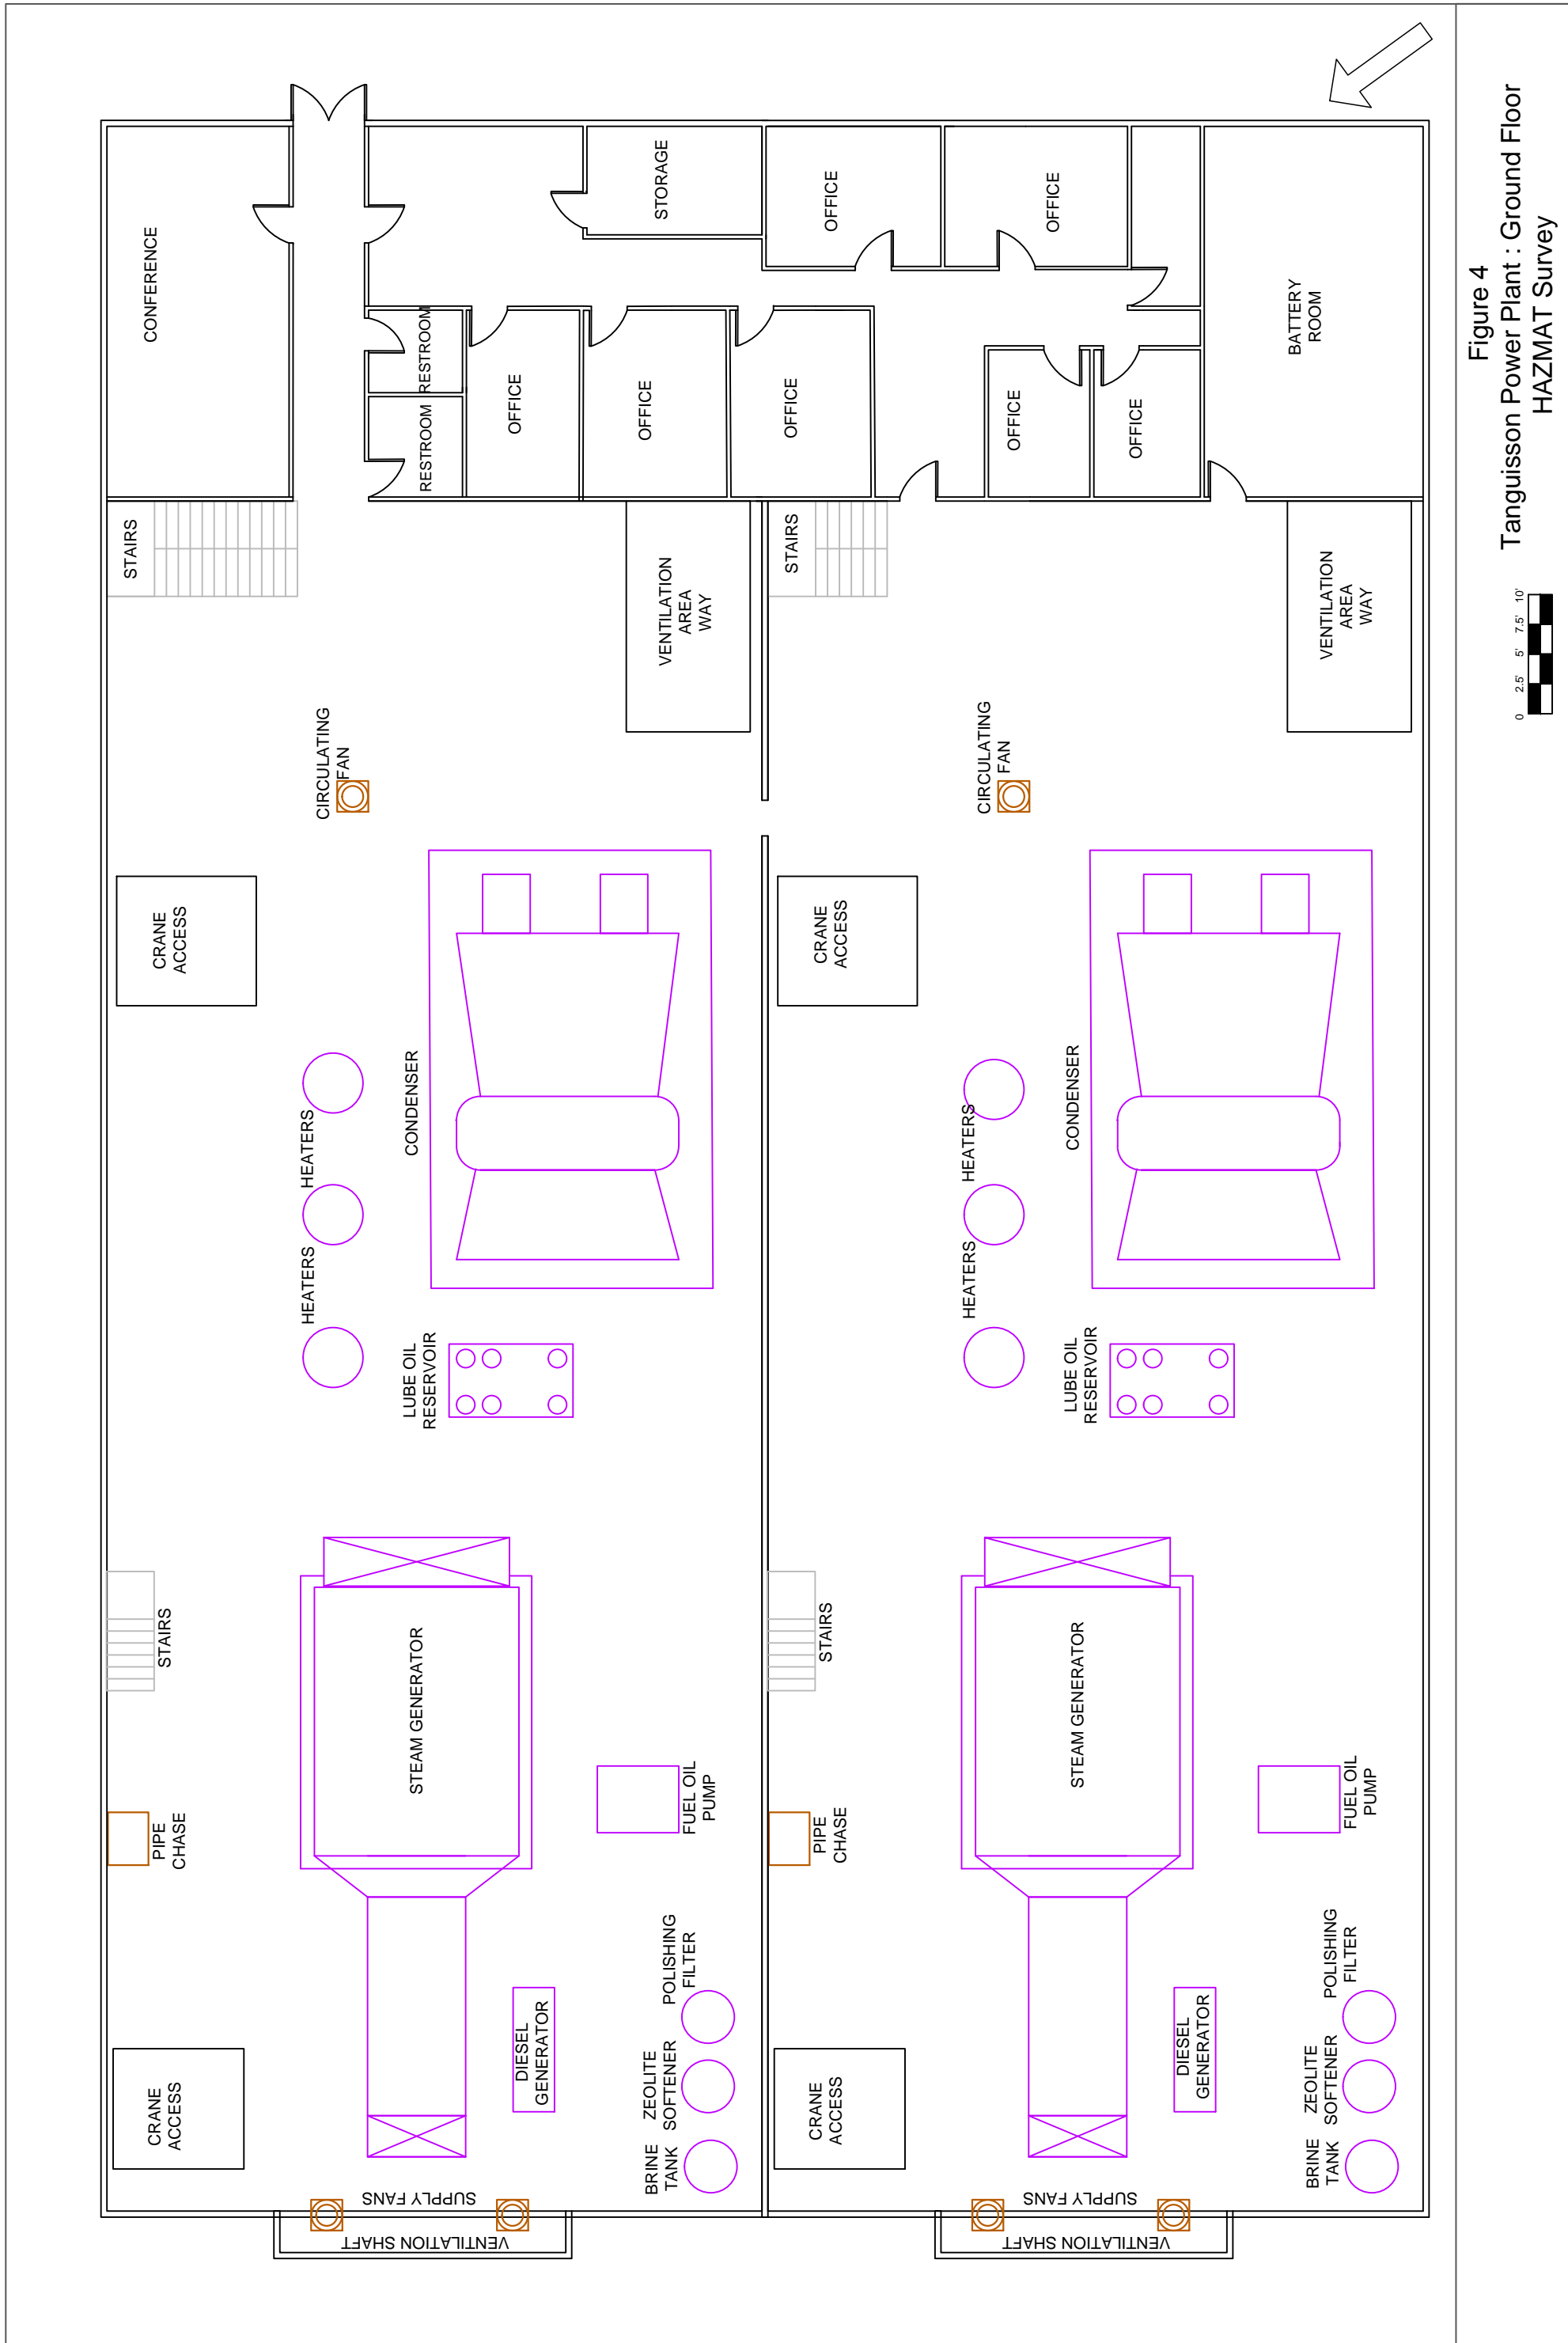 CONFERENCE
RESTROOM
RESTROOM
STORAGE
OFFICE
OFFICE
OFFICE
OFFICE
OFFICE
OFFICE
OFFICE
BATTERY
ROOM
STAIRS
VENTILATION
AREA
WAY
STAIRS
VENTILATION
AREA
WAY
CIRCULATING
FAN
CIRCULATING
FAN
CRANE
ACCESS
CRANE
ACCESS
HEATERS
HEATERS
CONDENSER
HEATERS
HEATERS
CONDENSER
LUBE OIL
RESERVOIR
LUBE OIL
RESERVOIR
STAIRS
STEAM GENERATOR
STAIRS
STEAM GENERATOR
PIPE
CHASE
FUEL OIL
PUMP
PIPE
CHASE
FUEL OIL
PUMP
CRANE
ACCESS
DIESEL
GENERATOR
POLISHING
FILTER
ZEOLITE
SOFTENER
BRINE
TANK
CRANE
ACCESS
DIESEL
GENERATOR
POLISHING
FILTER
ZEOLITE
SOFTENER
BRINE
TANK
SUPPLY FANS
VENTILATION SHAFT
SUPPLY FANS
VENTILATION SHAFT
0 2.5' 5' 7.5' 10'
Figure 4
Tanguisson Power Plant : Ground Floor
HAZMAT Survey